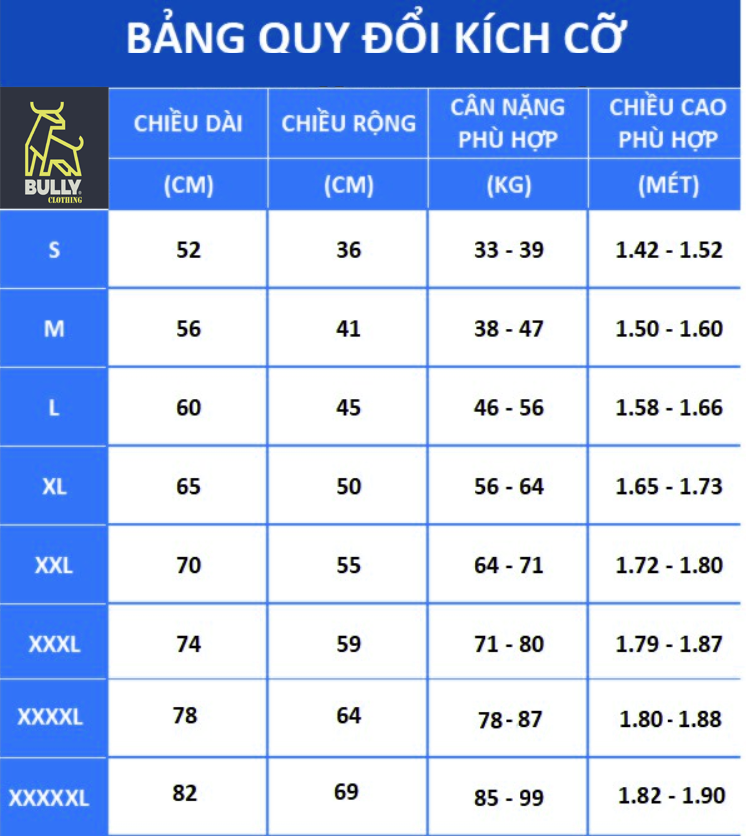 BẢNG QUY ĐỔI KÍCH CỠ
BULLY
CLOTHING
CHIỀU DÀI CHIỀU RỘNG CÂN NẶNG PHÙ HỢP CHIỀU CAO PHÙ HỢP
(CM) (CM) (KG) (MÉT)
S 52 36 33 - 39 1.42 - 1.52
M 56 41 38 - 47 1.50 - 1.60
L 60 45 46 - 56 1.58 - 1.66
XL 65 50 56 - 64 1.65 - 1.73
XXL 70 55 64 - 71 1.72 - 1.80
XXXL 74 59 71 - 80 1.79 - 1.87
XXXXL 78 64 78 - 87 1.80 - 1.88
XXXXXL 82 69 85 - 99 1.82 - 1.90